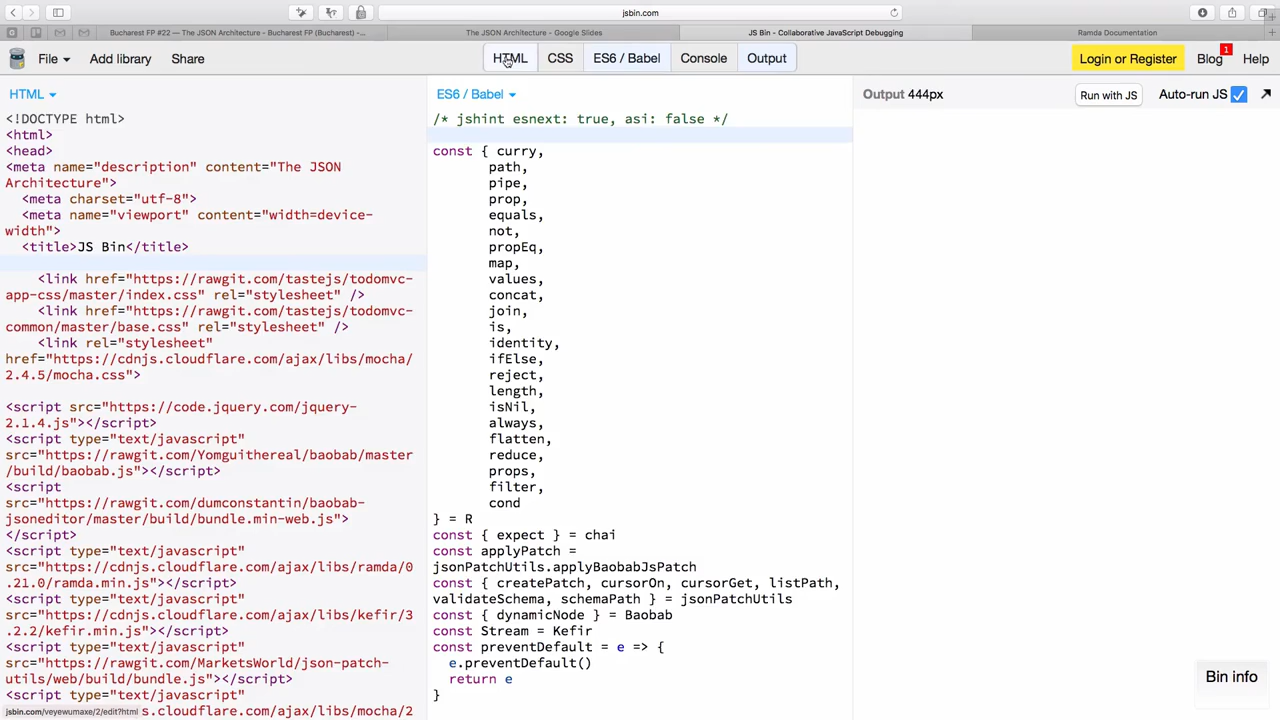 jsbin.com
Bucharest FP #22 — The JSON Architecture - Bucharest FP (Bucharest) -...
The JSON Architecture - Google Slides
JS Bin - Collaborative JavaScript Debugging
Ramda Documentation
File
Add library
Share
HTML
CSS
ES6 / Babel
Console
Output
Login or Register
Blog
1
Help
HTML
<!DOCTYPE html>
<html>
<head>
<meta name="description" content="The JSON
Architecture">
<meta charset="utf-8">
<meta name="viewport" content="width=device-
width">
<title>JS Bin</title>
<link href="https://rawgit.com/tastejs/todomvc-
app-css/master/index.css" rel="stylesheet" />
<link href="https://rawgit.com/tastejs/todomvc-
common/master/base.css" rel="stylesheet" />
<link rel="stylesheet"
href="https://cdnjs.cloudflare.com/ajax/libs/mocha/
2.4.5/mocha.css">
<script src="https://code.jquery.com/jquery-
2.1.4.js"></script>
<script type="text/javascript"
src="https://rawgit.com/Yomguithereal/baobab/master
/build/baobab.js"></script>
<script
src="https://rawgit.com/dumconstantin/baobab-
jsoneditor/master/build/bundle.min-web.js">
</script>
<script type="text/javascript"
src="https://cdnjs.cloudflare.com/ajax/libs/ramda/0
.21.0/ramda.min.js"></script>
<script type="text/javascript"
src="https://cdnjs.cloudflare.com/ajax/libs/kefir/3
.2.2/kefir.min.js"></script>
<script type="text/javascript"
src="https://rawgit.com/MarketsWorld/json-patch-
utils/web/build/bundle.js"></script>
<script type="text/javascript"
jsbin.com/veyewumaxe/2/edit?html
s.cloudflare.com/ajax/libs/mocha/2
ES6 / Babel
/* jshint esnext: true, asi: false */
const { curry,
path,
pipe,
prop,
equals,
not,
propEq,
map,
values,
concat,
join,
is,
identity,
ifElse,
reject,
length,
isNil,
always,
flatten,
reduce,
props,
filter,
cond
} = R
const { expect } = chai
const applyPatch =
jsonPatchUtils.applyBaobabJsPatch
const { createPatch, cursorOn, cursorGet, listPath,
validateSchema, schemaPath } = jsonPatchUtils
const { dynamicNode } = Baobab
const Stream = Kefir
const preventDefault = e => {
e.preventDefault()
return e
}
Output 444px
Run with JS
Auto-run JS
Bin info